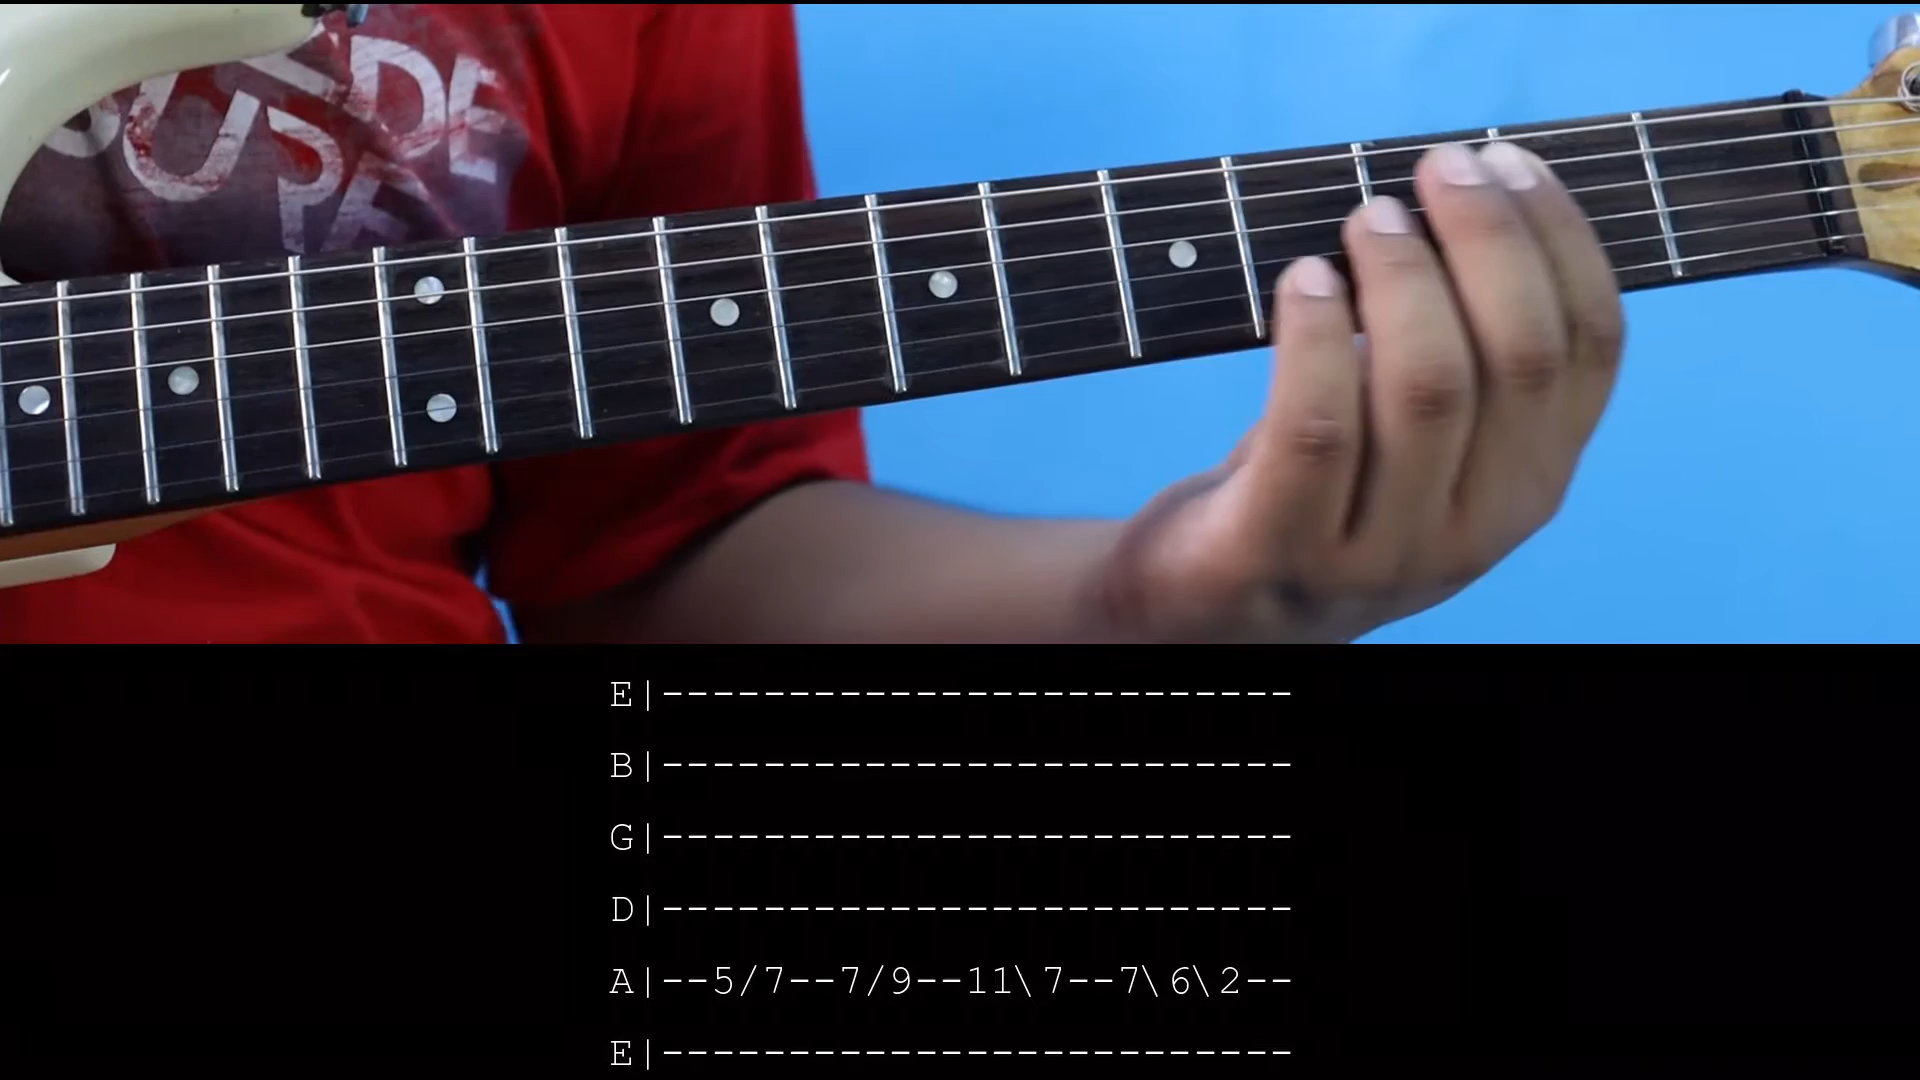 E|-------------------------
B|-------------------------
G|-------------------------
D|-------------------------
A|--5/7--7/9--11\7--7\6\2--
E|-------------------------